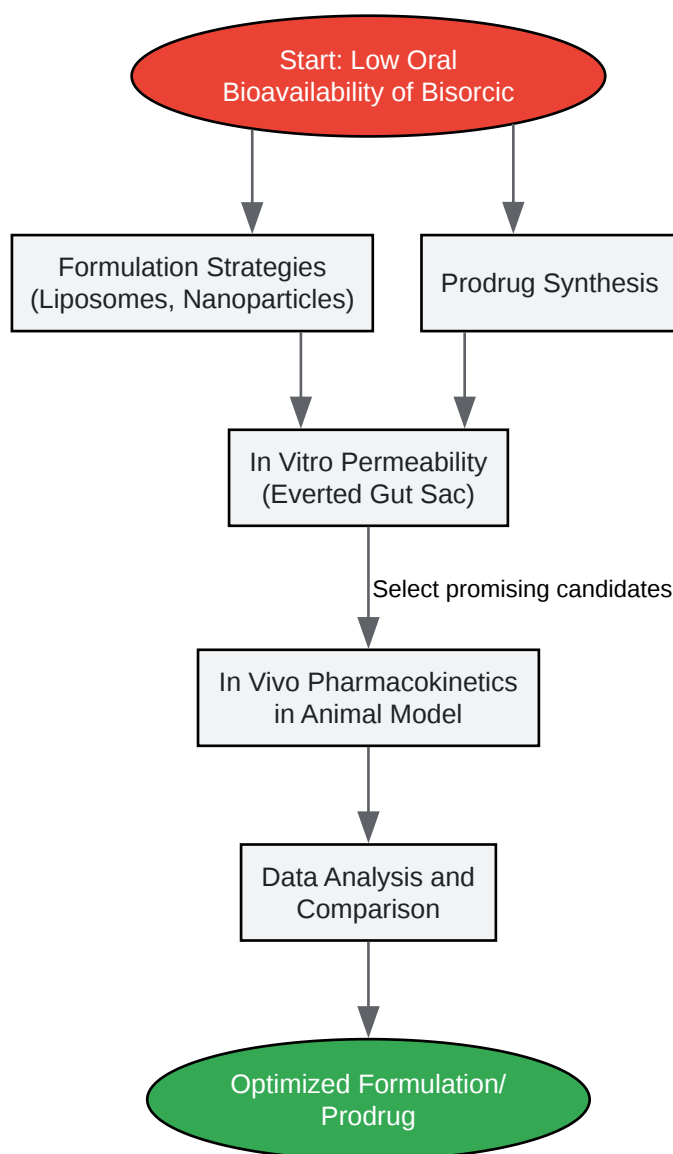 Start: Low Oral
Bioavailability of Bisorcic
Formulation Strategies
(Liposomes, Nanoparticles)
Prodrug Synthesis
In Vitro Permeability
(Everted Gut Sac)
Select promising candidates
In Vivo Pharmacokinetics
in Animal Model
Data Analysis and
Comparison
Optimized Formulation/
Prodrug